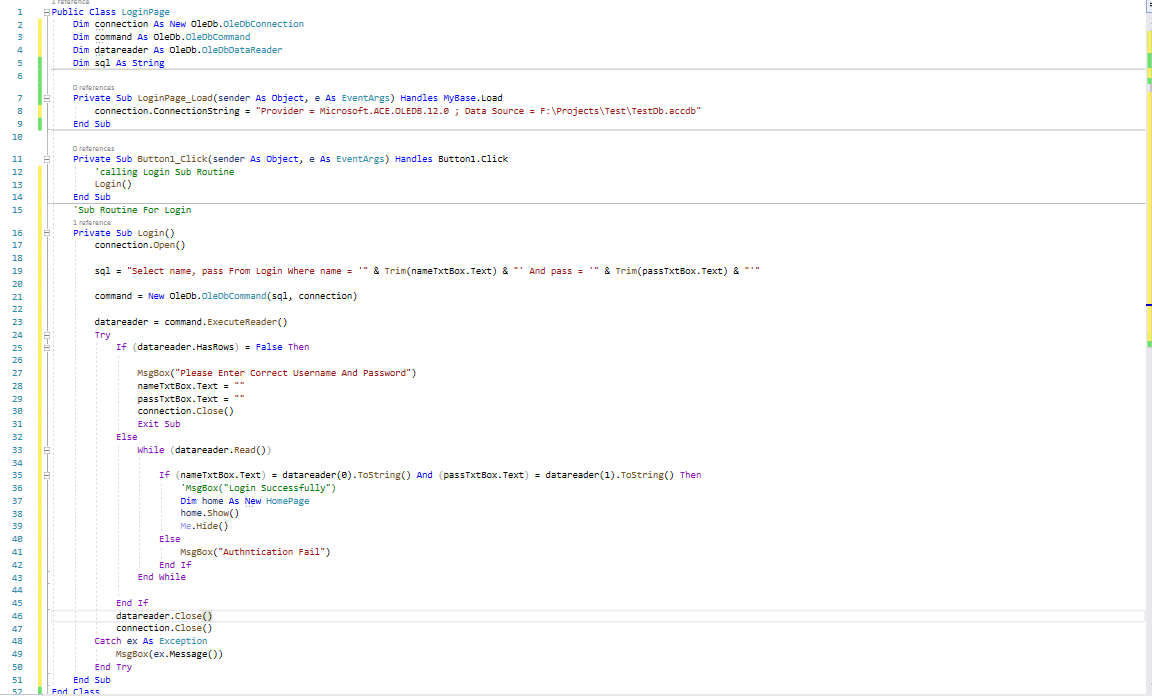 1 reference
1 Public Class LoginPage
2 Dim connection As New OleDb.OleDbConnection
3 Dim command As OleDb.OleDbCommand
4 Dim datareader As OleDb.OleDbDataReader
5 Dim sql As String
6
0 references
7 Private Sub LoginPage_Load(sender As Object, e As EventArgs) Handles MyBase.Load
8 connection.ConnectionString = "Provider = Microsoft.ACE.OLEDB.12.0 ; Data Source = F:\Projects\Test\TestDb.accdb"
9 End Sub
10
0 references
11 Private Sub Button1_Click(sender As Object, e As EventArgs) Handles Button1.Click
12 'calling Login Sub Routine
13 Login()
14 End Sub
15 'Sub Routine For Login
1 reference
16 Private Sub Login()
17 connection.Open()
18
19 sql = "Select name, pass From Login Where name = '" & Trim(nameTxtBox.Text) & "' And pass = '" & Trim(passTxtBox.Text) & "'"
20
21 command = New OleDb.OleDbCommand(sql, connection)
22
23 datareader = command.ExecuteReader()
24 Try
25 If (datareader.HasRows) = False Then
26
27 MsgBox("Please Enter Correct Username And Password")
28 nameTxtBox.Text = ""
29 passTxtBox.Text = ""
30 connection.Close()
31 Exit Sub
32 Else
33 While (datareader.Read())
34
35 If (nameTxtBox.Text) = datareader(0).ToString() And (passTxtBox.Text) = datareader(1).ToString() Then
36 'MsgBox("Login Successfully")
37 Dim home As New HomePage
38 home.Show()
39 Me.Hide()
40 Else
41 MsgBox("Authntication Fail")
42 End If
43 End While
44
45 End If
46 datareader.Close()
47 connection.Close()
48 Catch ex As Exception
49 MsgBox(ex.Message())
50 End Try
51 End Sub
52 End Class